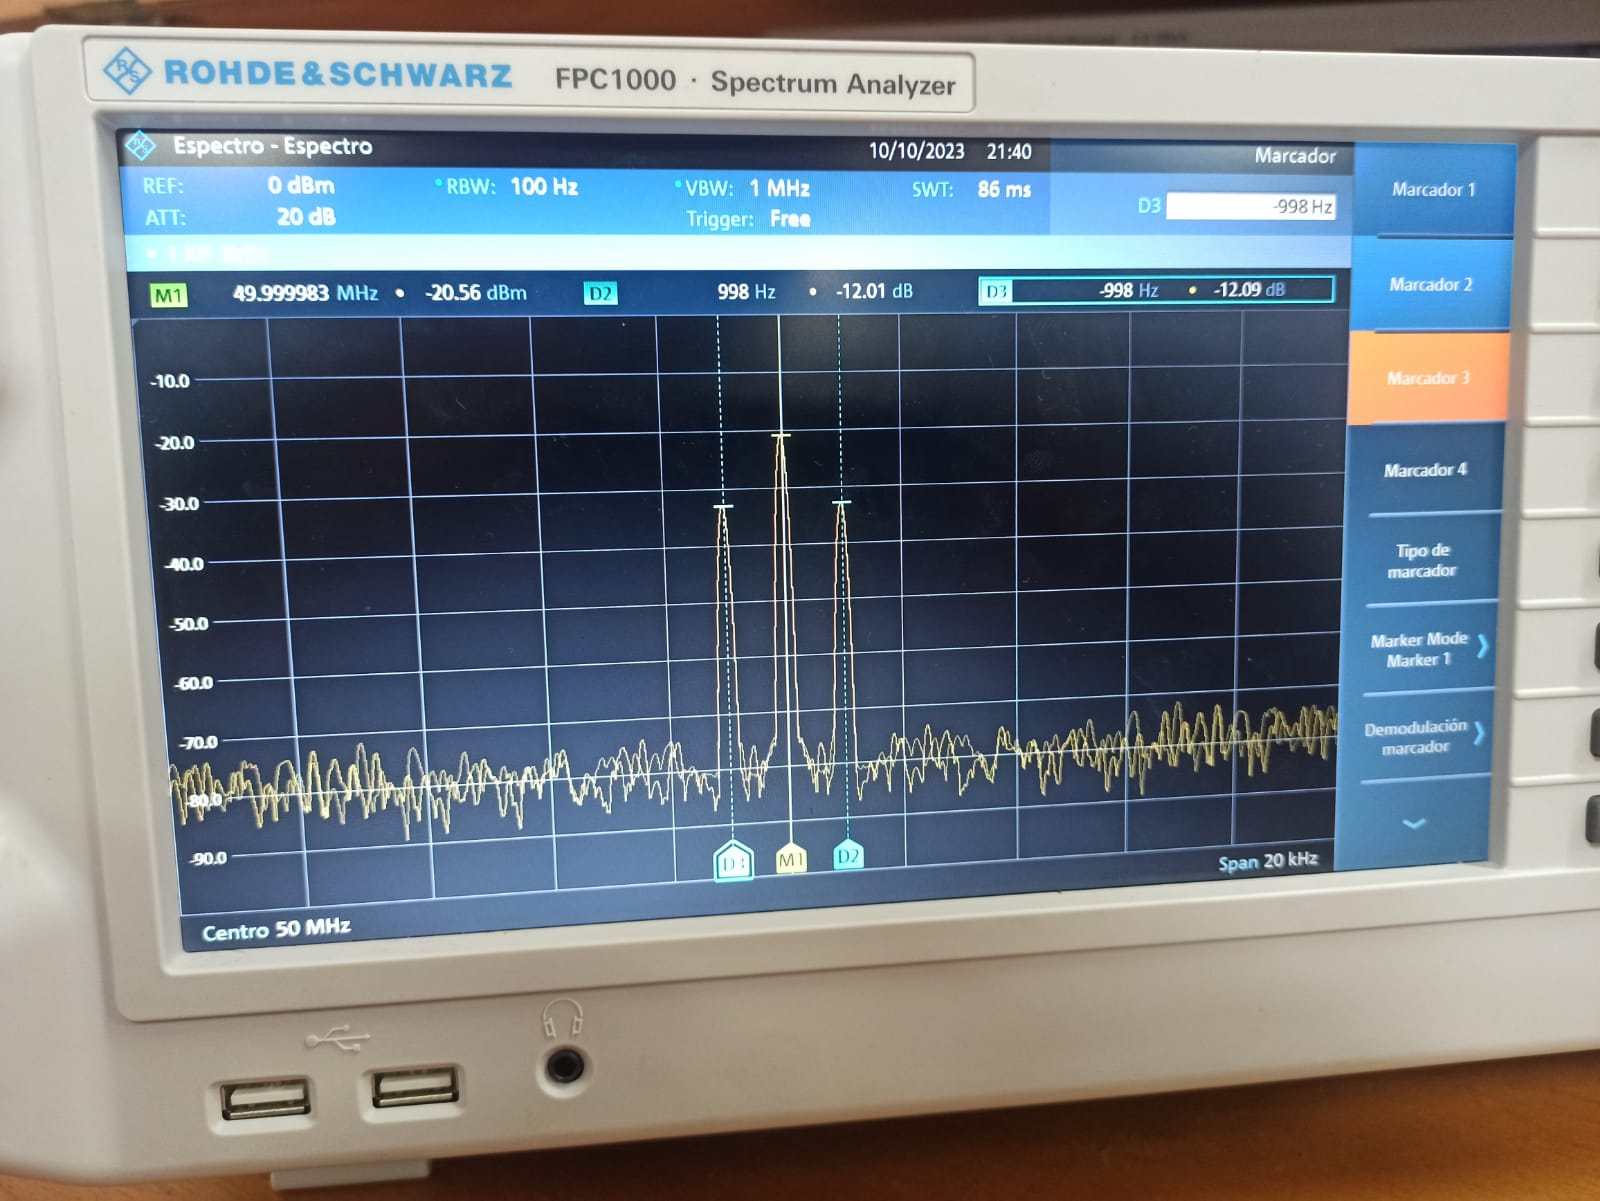 ROHDE&SCHWARZ FPC1000 · Spectrum Analyzer
Espectro - Espectro 10/10/2023 21:40 Marcador
REF: 0 dBm RBW: 100 Hz VBW: 1 MHz SWT: 86 ms
ATT: 20 dB Trigger: Free
D3 -998 Hz
M1 49.999983 MHz • -20.56 dBm D2 998 Hz • -12.01 dB D3 -998 Hz • -12.09 dB
-10.0
-20.0
-30.0
-40.0
-50.0
-60.0
-70.0
-80.0
-90.0
D3 M1 D2
Centro 50 MHz Span 20 kHz
Marcador 1
Marcador 2
Marcador 3
Marcador 4
Tipo de
marcador
Marker Mode
Marker 1
Demodulación
marcador